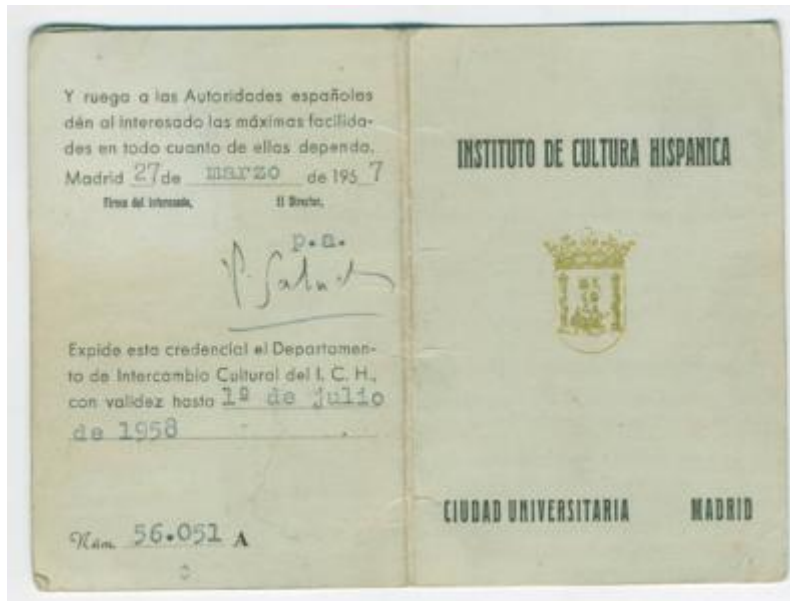 Y ruega a las Autoridades españolas
dén al interesado las máximas facilida-
des en todo cuanto de ellas dependa.
Madrid 27 de marzo de 195 7
Firma del interesado, El Director,
p.a.
Expide esta credencial el Departamen-
to de Intercambio Cultural del I. C. H.,
con validez hasta 1º de julio
de 1958
Núm. 56.051 A
INSTITUTO DE CULTURA HISPANICA
CIUDAD UNIVERSITARIA MADRID